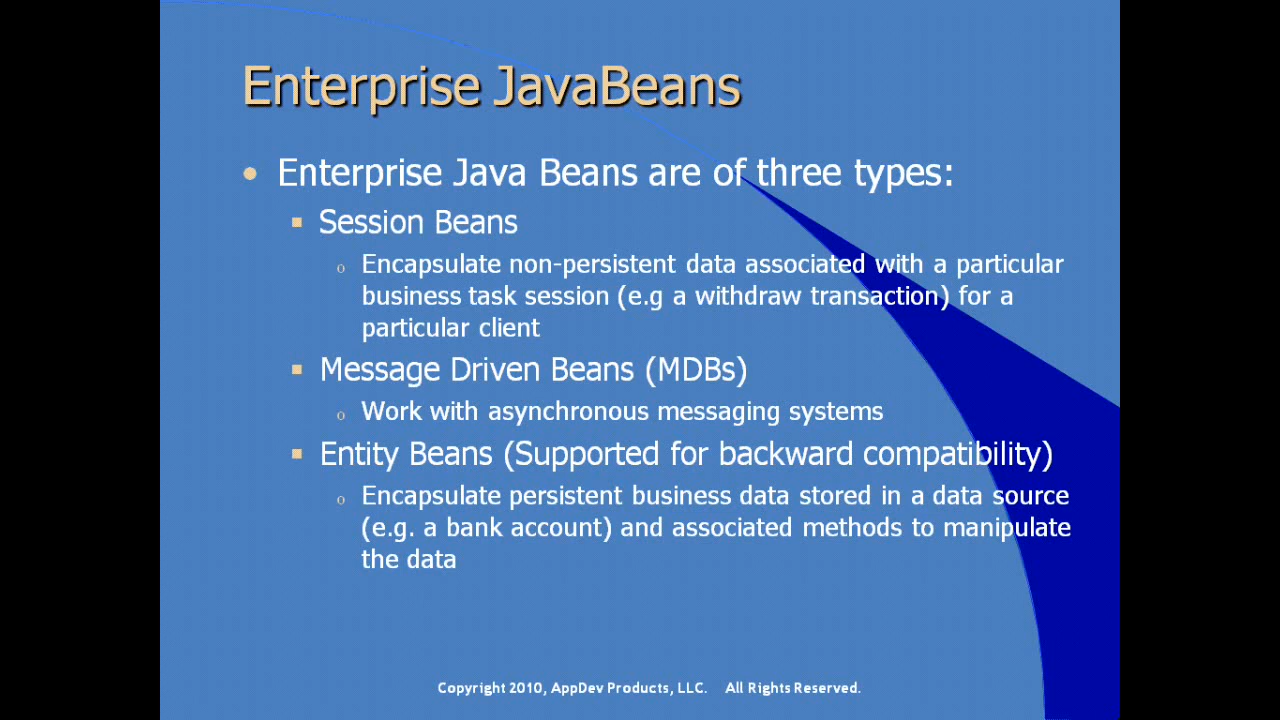 Enterprise JavaBeans
• Enterprise Java Beans are of three types:
▪ Session Beans
o Encapsulate non-persistent data associated with a particular
business task session (e.g a withdraw transaction) for a
particular client
▪ Message Driven Beans (MDBs)
o Work with asynchronous messaging systems
▪ Entity Beans (Supported for backward compatibility)
o Encapsulate persistent business data stored in a data source
(e.g. a bank account) and associated methods to manipulate
the data
Copyright 2010, AppDev Products, LLC. All Rights Reserved.